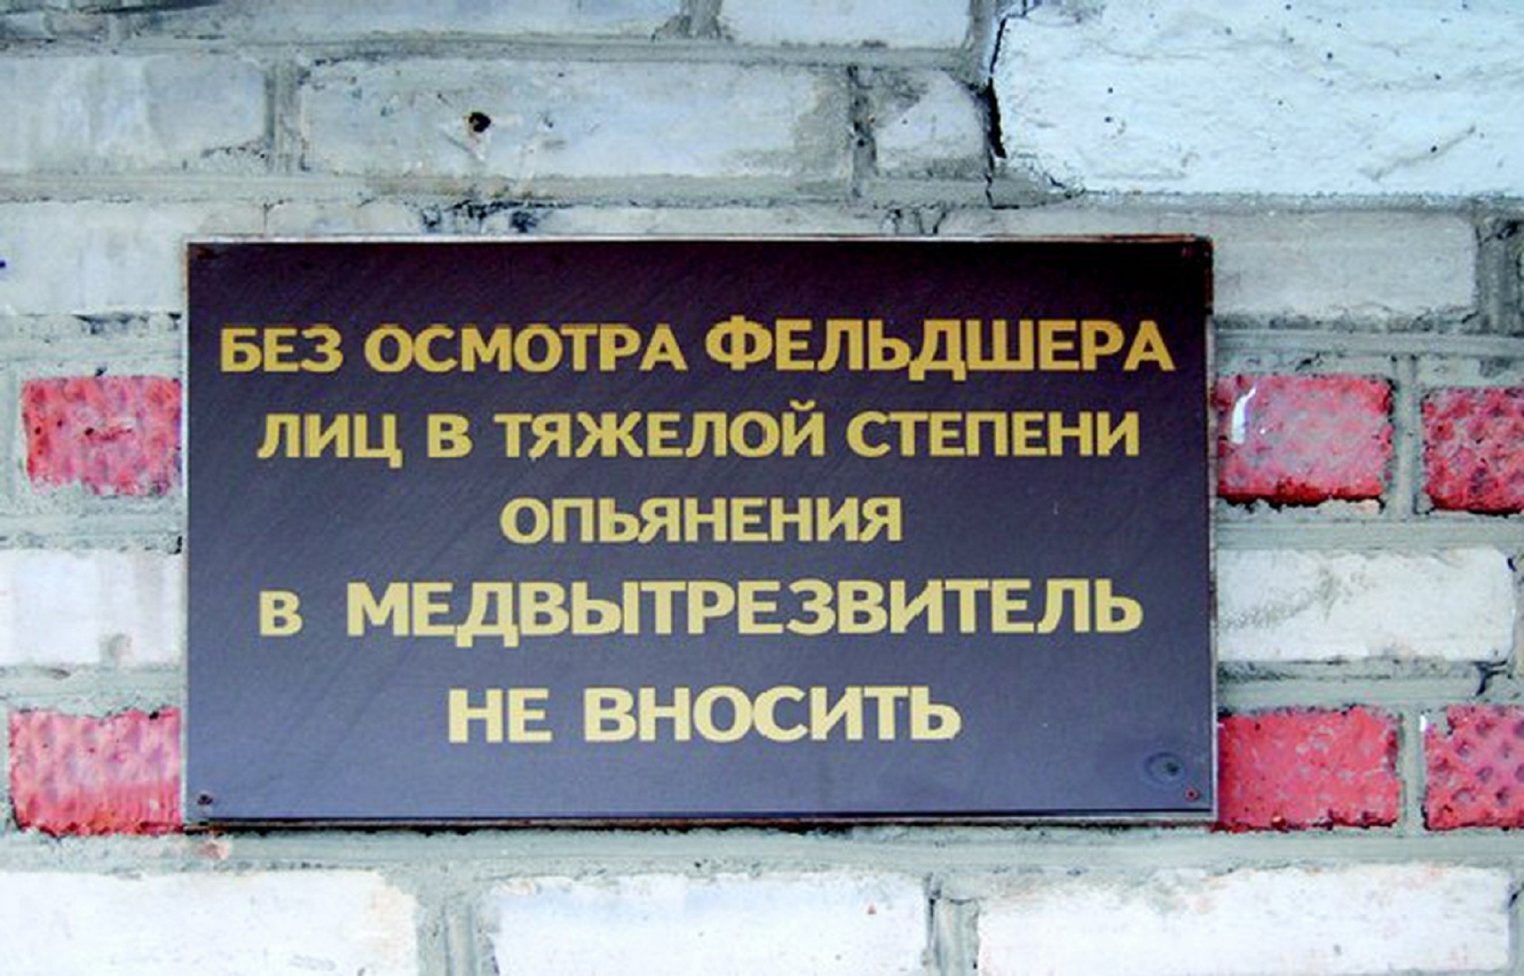 БЕЗ ОСМОТРА ФЕЛЬДШЕРА
ЛИЦ В ТЯЖЕЛОЙ СТЕПЕНИ
ОПЬЯНЕНИЯ
В МЕДВЫТРЕЗВИТЕЛЬ
НЕ ВНОСИТЬ